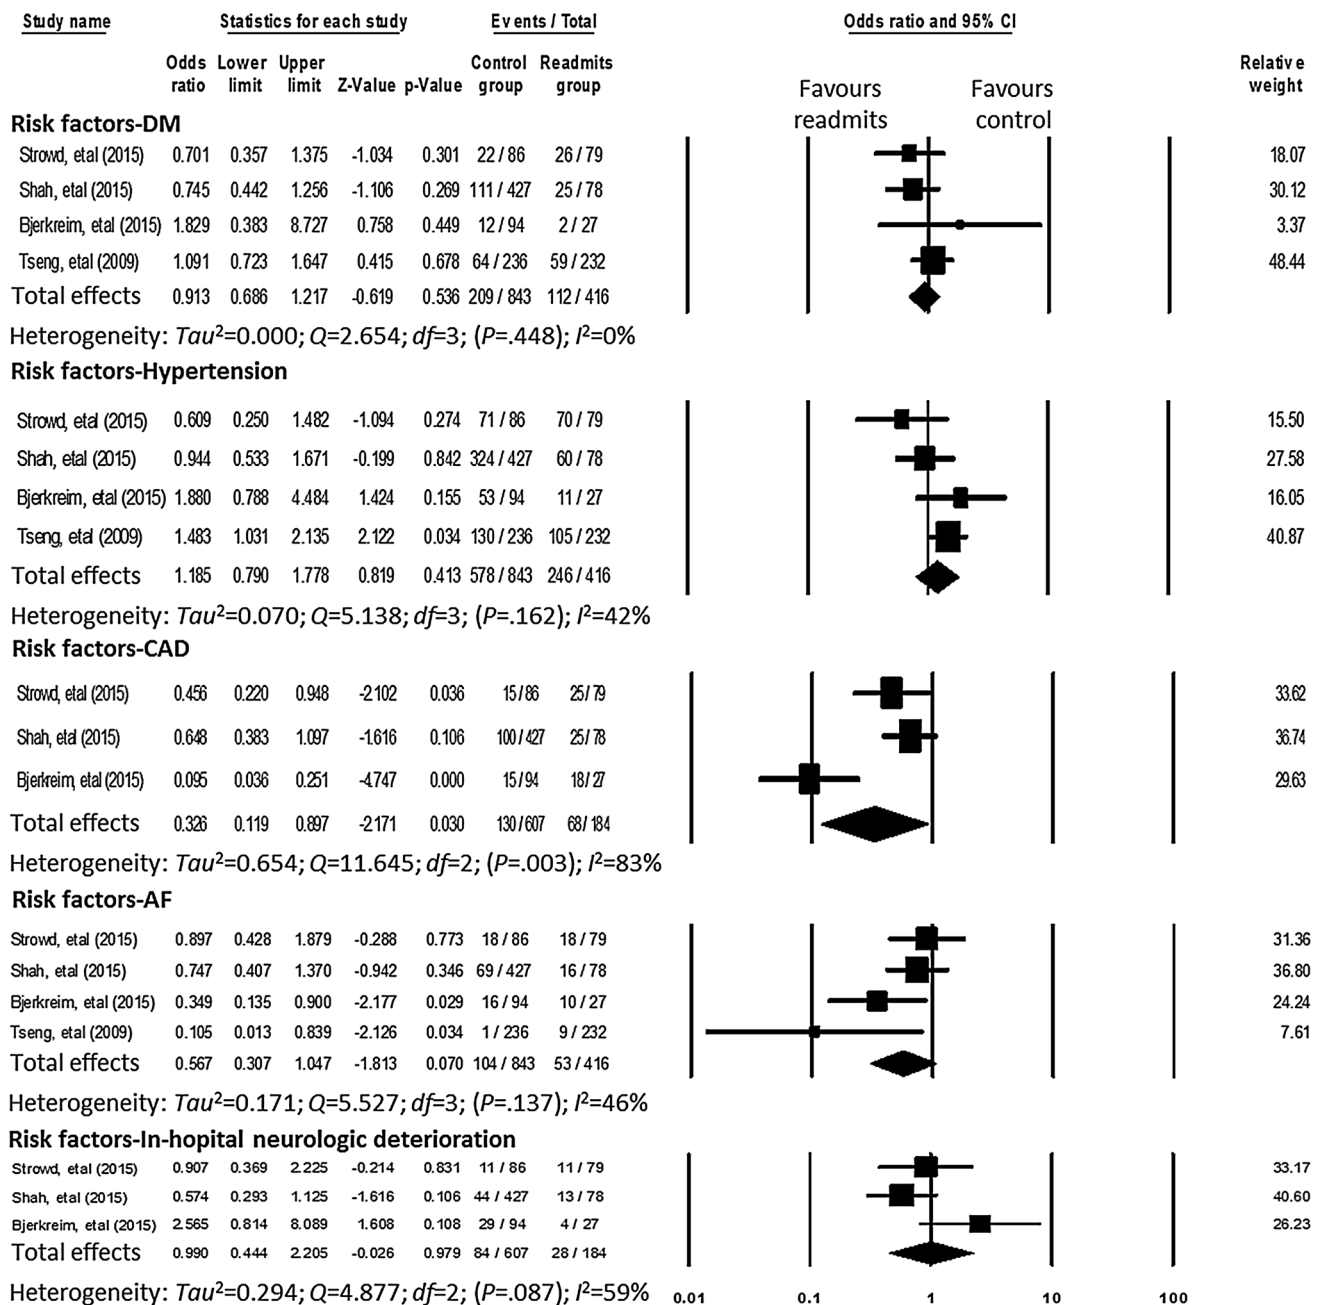 Study name Statistics for each study Events / Total Odds ratio and 95% CI
Odds Lower Upper Control Readmits Relative
ratio limit limit Z-Value p-Value group group weight
Favours Favours
readmits control
Risk factors-DM
Strowd, etal (2015) 0.701 0.357 1.375 -1.034 0.301 22 / 86 26 / 79 18.07
Shah, etal (2015) 0.745 0.442 1.256 -1.106 0.269 111 / 427 25 / 78 30.12
Bjerkreim, etal (2015) 1.829 0.383 8.727 0.758 0.449 12 / 94 2 / 27 3.37
Tseng, etal (2009) 1.091 0.723 1.647 0.415 0.678 64 / 236 59 / 232 48.44
Total effects 0.913 0.686 1.217 -0.619 0.536 209 / 843 112 / 416
Heterogeneity: Tau²=0.000; Q=2.654; df=3; (P=.448); I²=0%
Risk factors-Hypertension
Strowd, etal (2015) 0.609 0.250 1.482 -1.094 0.274 71 / 86 70 / 79 15.50
Shah, etal (2015) 0.944 0.533 1.671 -0.199 0.842 324 / 427 60 / 78 27.58
Bjerkreim, etal (2015) 1.880 0.788 4.484 1.424 0.155 53 / 94 11 / 27 16.05
Tseng, etal (2009) 1.483 1.031 2.135 2.122 0.034 130 / 236 105 / 232 40.87
Total effects 1.185 0.790 1.778 0.819 0.413 578 / 843 246 / 416
Heterogeneity: Tau²=0.070; Q=5.138; df=3; (P=.162); I²=42%
Risk factors-CAD
Strowd, etal (2015) 0.456 0.220 0.948 -2.102 0.036 15/86 25/79 33.62
Shah, etal (2015) 0.648 0.383 1.097 -1.616 0.106 100/427 25/78 36.74
Bjerkreim, etal (2015) 0.095 0.036 0.251 -4.747 0.000 15/94 18/27 29.63
Total effects 0.326 0.119 0.897 -2.171 0.030 130/607 68/184
Heterogeneity: Tau²=0.654; Q=11.645; df=2; (P=.003); I²=83%
Risk factors-AF
Strowd, etal (2015) 0.897 0.428 1.879 -0.288 0.773 18 / 86 18 / 79 31.36
Shah, etal (2015) 0.747 0.407 1.370 -0.942 0.346 69 / 427 16 / 78 36.80
Bjerkreim, etal (2015) 0.349 0.135 0.900 -2.177 0.029 16 / 94 10 / 27 24.24
Tseng, etal (2009) 0.105 0.013 0.839 -2.126 0.034 1 / 236 9 / 232 7.61
Total effects 0.567 0.307 1.047 -1.813 0.070 104 / 843 53 / 416
Heterogeneity: Tau²=0.171; Q=5.527; df=3; (P=.137); I²=46%
Risk factors-In-hopital neurologic deterioration
Strowd, etal (2015) 0.907 0.369 2.225 -0.214 0.831 11 / 86 11 / 79 33.17
Shah, etal (2015) 0.574 0.293 1.125 -1.616 0.106 44 / 427 13 / 78 40.60
Bjerkreim, etal (2015) 2.565 0.814 8.089 1.608 0.108 29 / 94 4 / 27 26.23
Total effects 0.990 0.444 2.205 -0.026 0.979 84 / 607 28 / 184
Heterogeneity: Tau²=0.294; Q=4.877; df=2; (P=.087); I²=59%
0.01 0.1 1 10 100